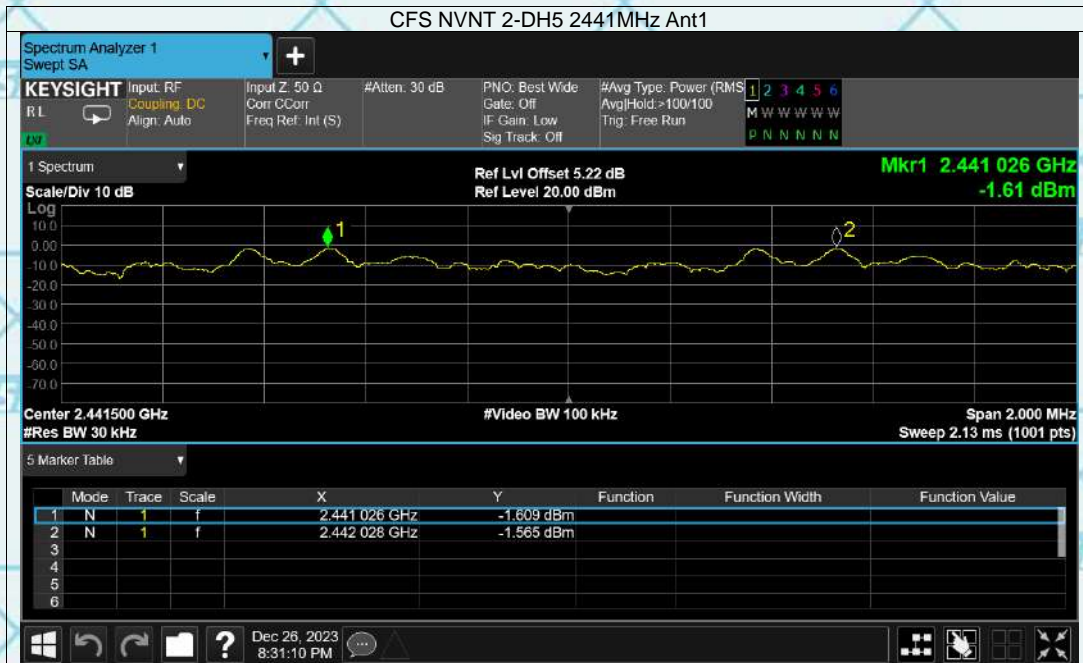 CFS NVNT 2-DH5 2441MHz Ant1
Spectrum Analyzer 1
Swept SA
+
KEYSIGHT Input: RF Input Z: 50 Ω #Atten: 30 dB PNO: Best Wide #Avg Type: Power (RMS 1 2 3 4 5 6
RL Coupling: DC Corr CCorr Gate: Off Avg|Hold:>100/100 M W W W W W
Align: Auto Freq Ref: Int (S) IF Gain: Low Trig: Free Run
LXI Sig Track: Off P N N N N N
1 Spectrum Ref Lvl Offset 5.22 dB Mkr1 2.441 026 GHz
Scale/Div 10 dB Ref Level 20.00 dBm -1.61 dBm
Log
10.0
1 2
0.00
-10.0
-20.0
-30.0
-40.0
-50.0
-60.0
-70.0
Center 2.441500 GHz #Video BW 100 kHz Span 2.000 MHz
#Res BW 30 kHz Sweep 2.13 ms (1001 pts)
5 Marker Table
Mode Trace Scale X Y Function Function Width Function Value
1 N 1 f 2.441 026 GHz -1.609 dBm
2 N 1 f 2.442 028 GHz -1.565 dBm
3
4
5
6
? Dec 26, 2023
8:31:10 PM